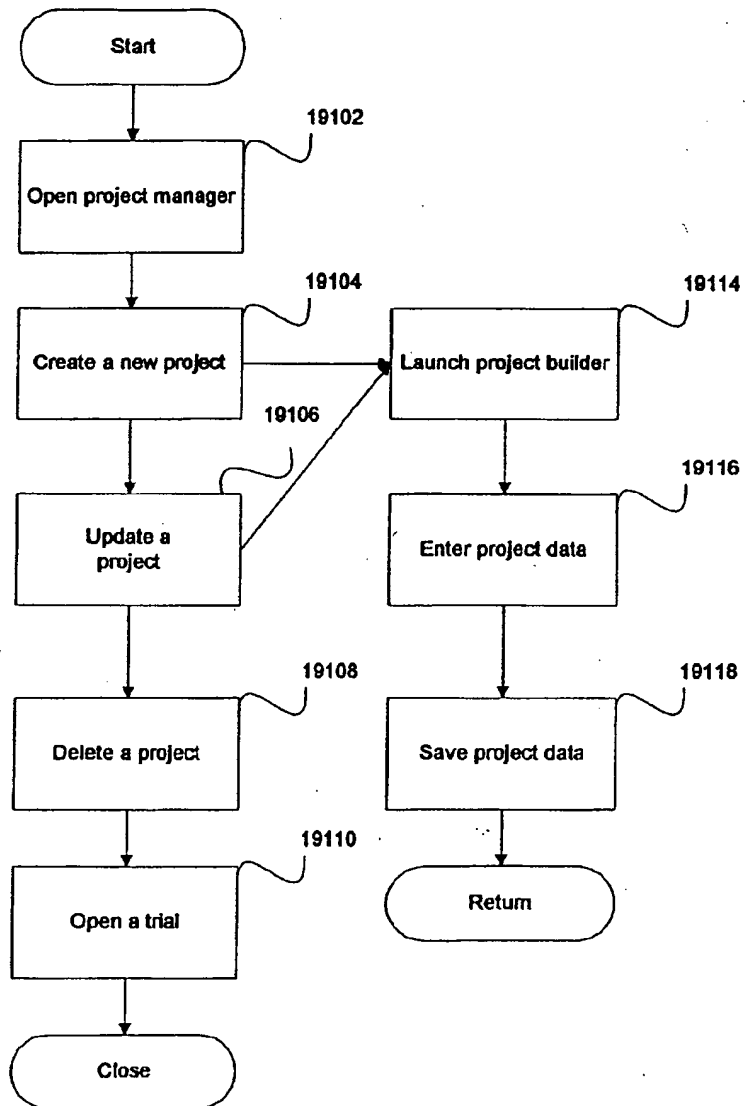 Start
19102
Open project manager
19104
Create a new project
19114
Launch project builder
19106
Update a
project
19116
Enter project data
19108
Delete a project
19118
Save project data
19110
Open a trial
Return
Close